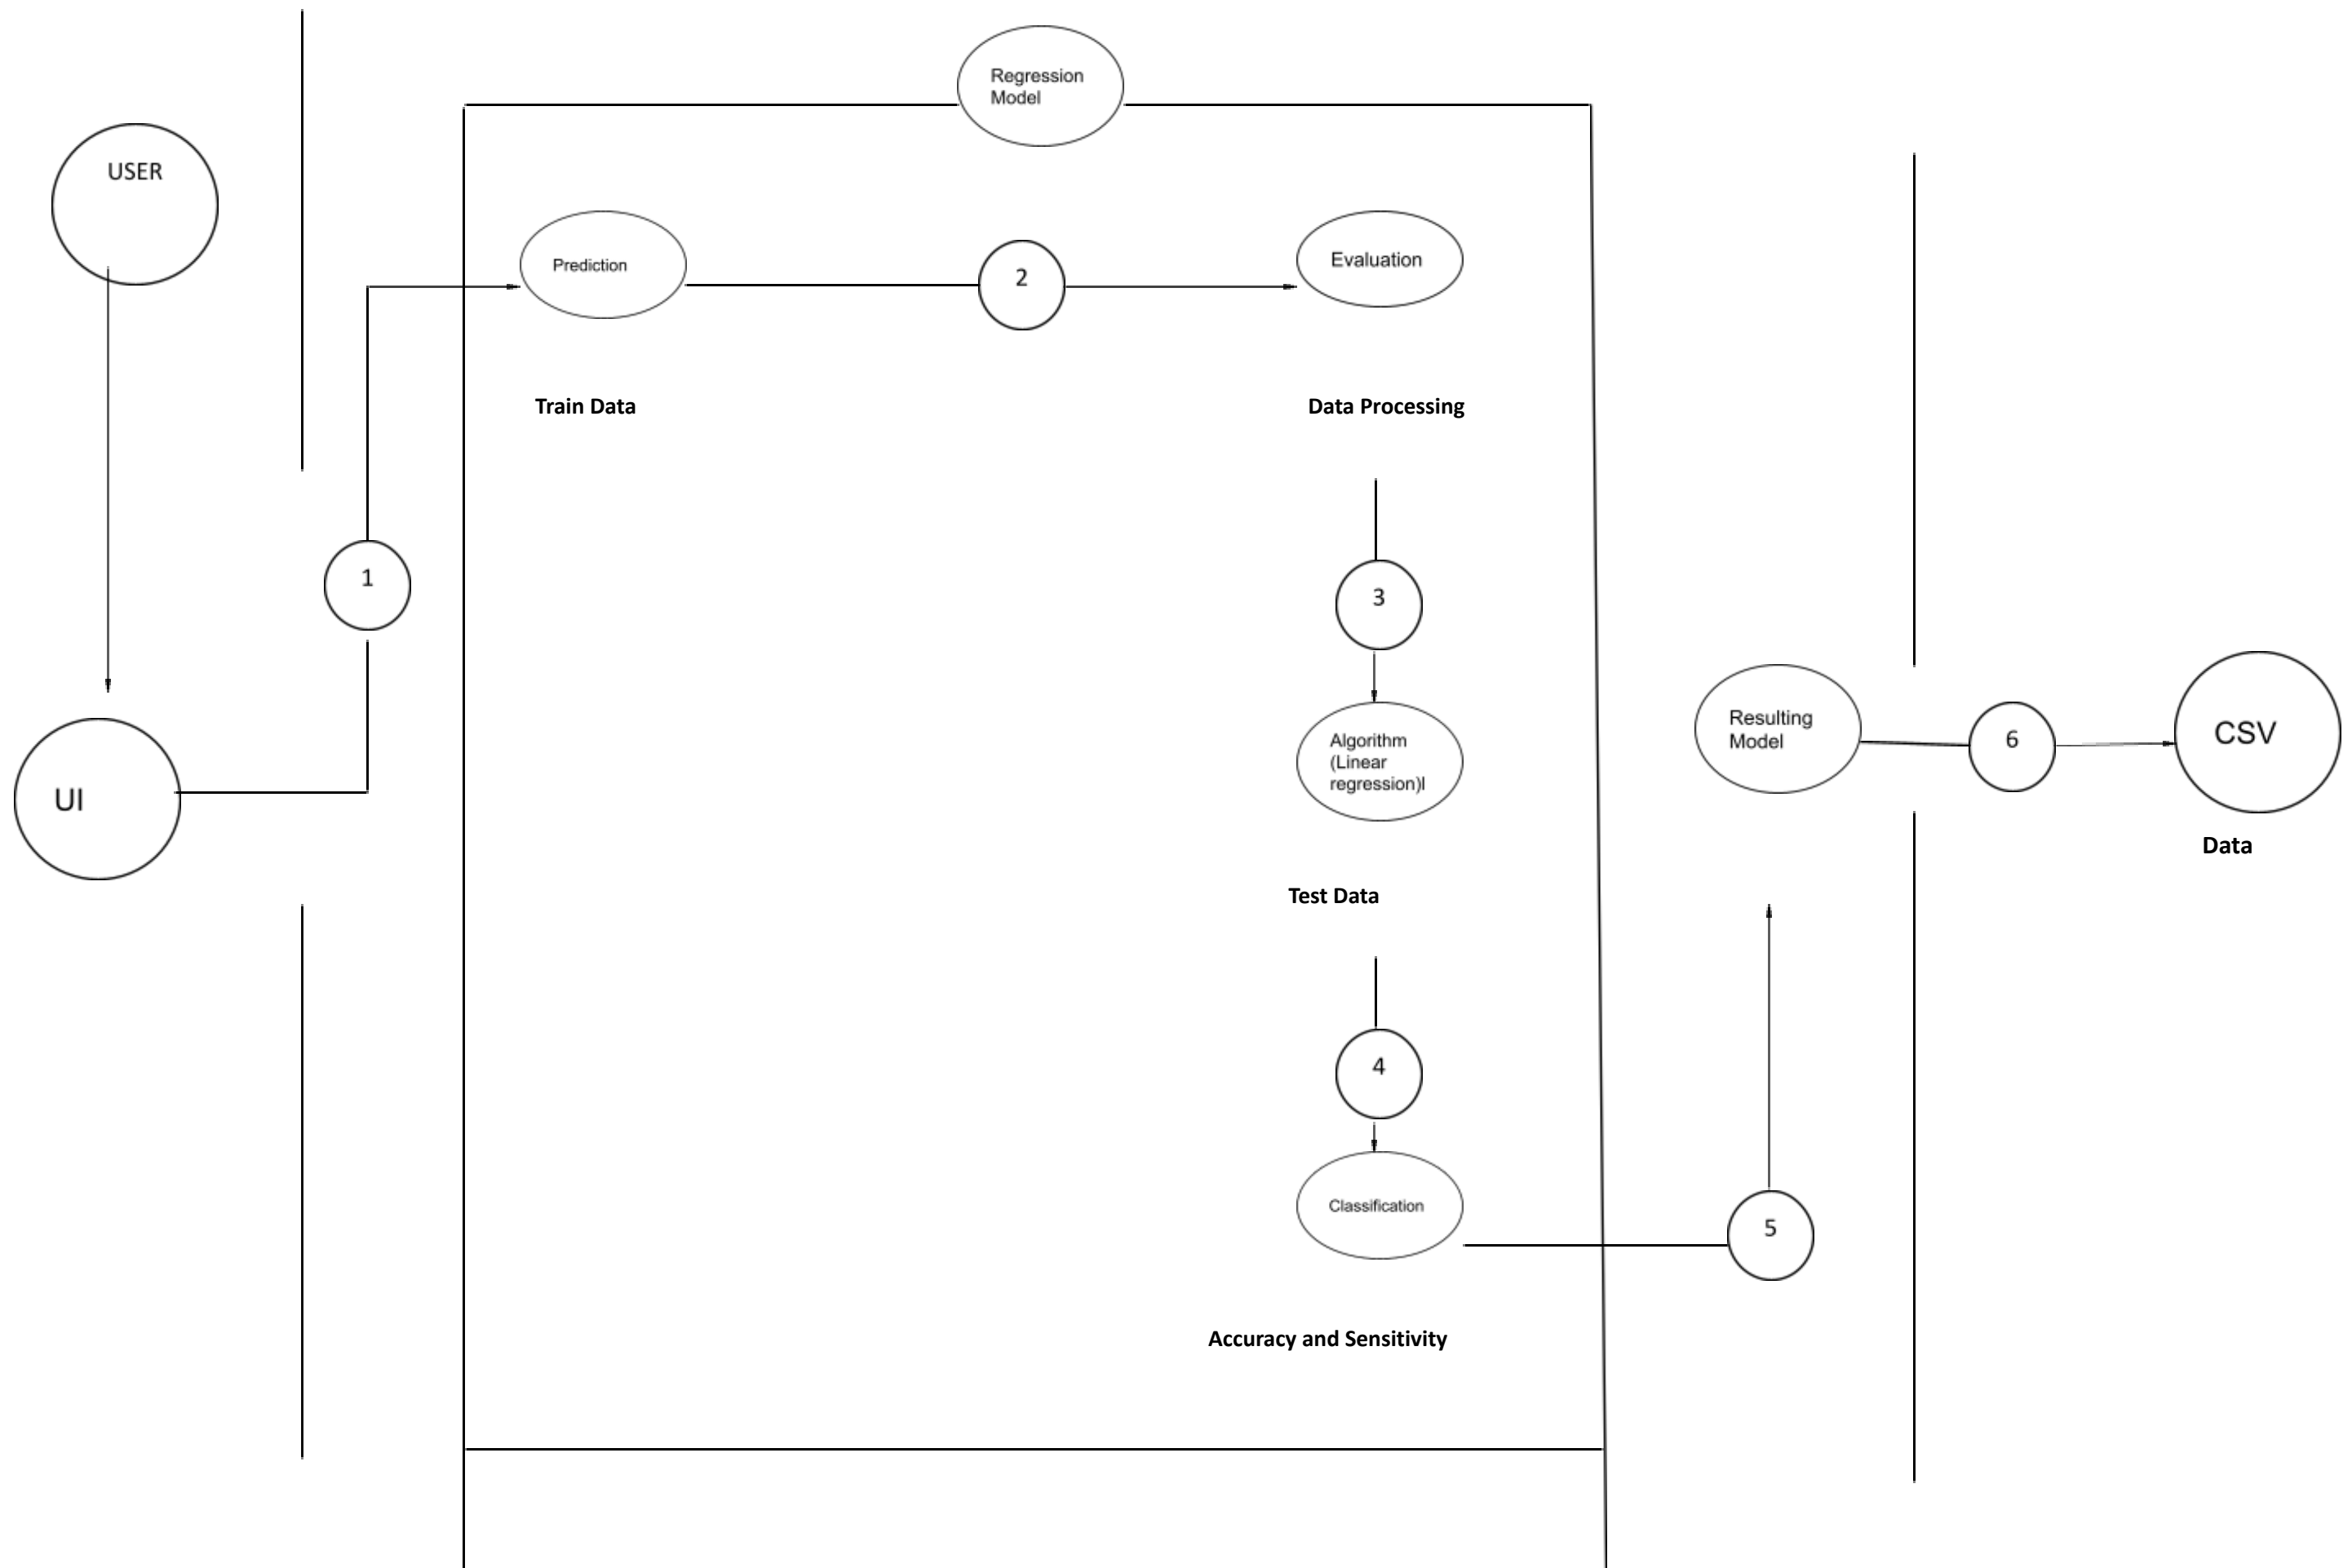 Regression
Model
USER
Prediction
2
Evaluation
Train Data
Data Processing
1
3
Algorithm
(Linear
regression)l
Resulting
Model
6
CSV
UI
Data
Test Data
4
Classification
5
Accuracy and Sensitivity